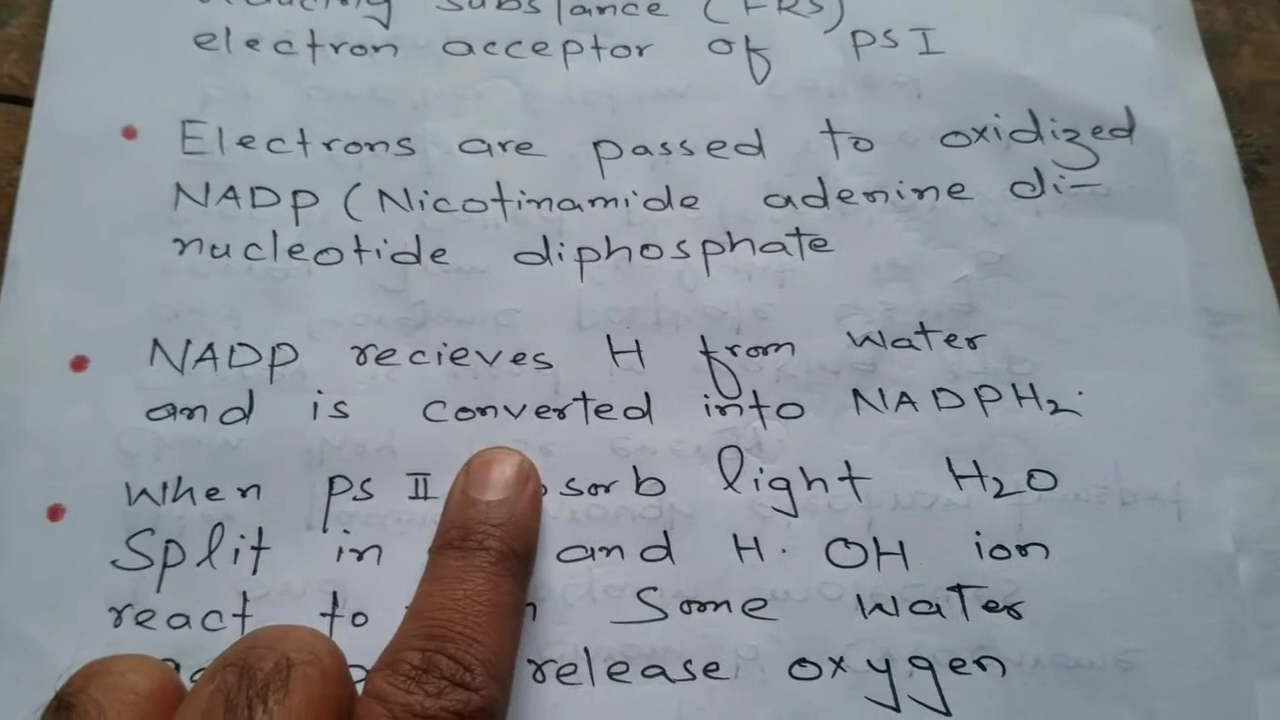 substance (FRS)
electron acceptor of PS I
• Electrons are passed to oxidized
NADP (Nicotinamide adenine di-
nucleotide diphosphate
• NADP recieves H from water
and is converted into NADPH2.
• When PS II light H2O
Split in and H. OH ion
react to Some water
release oxygen